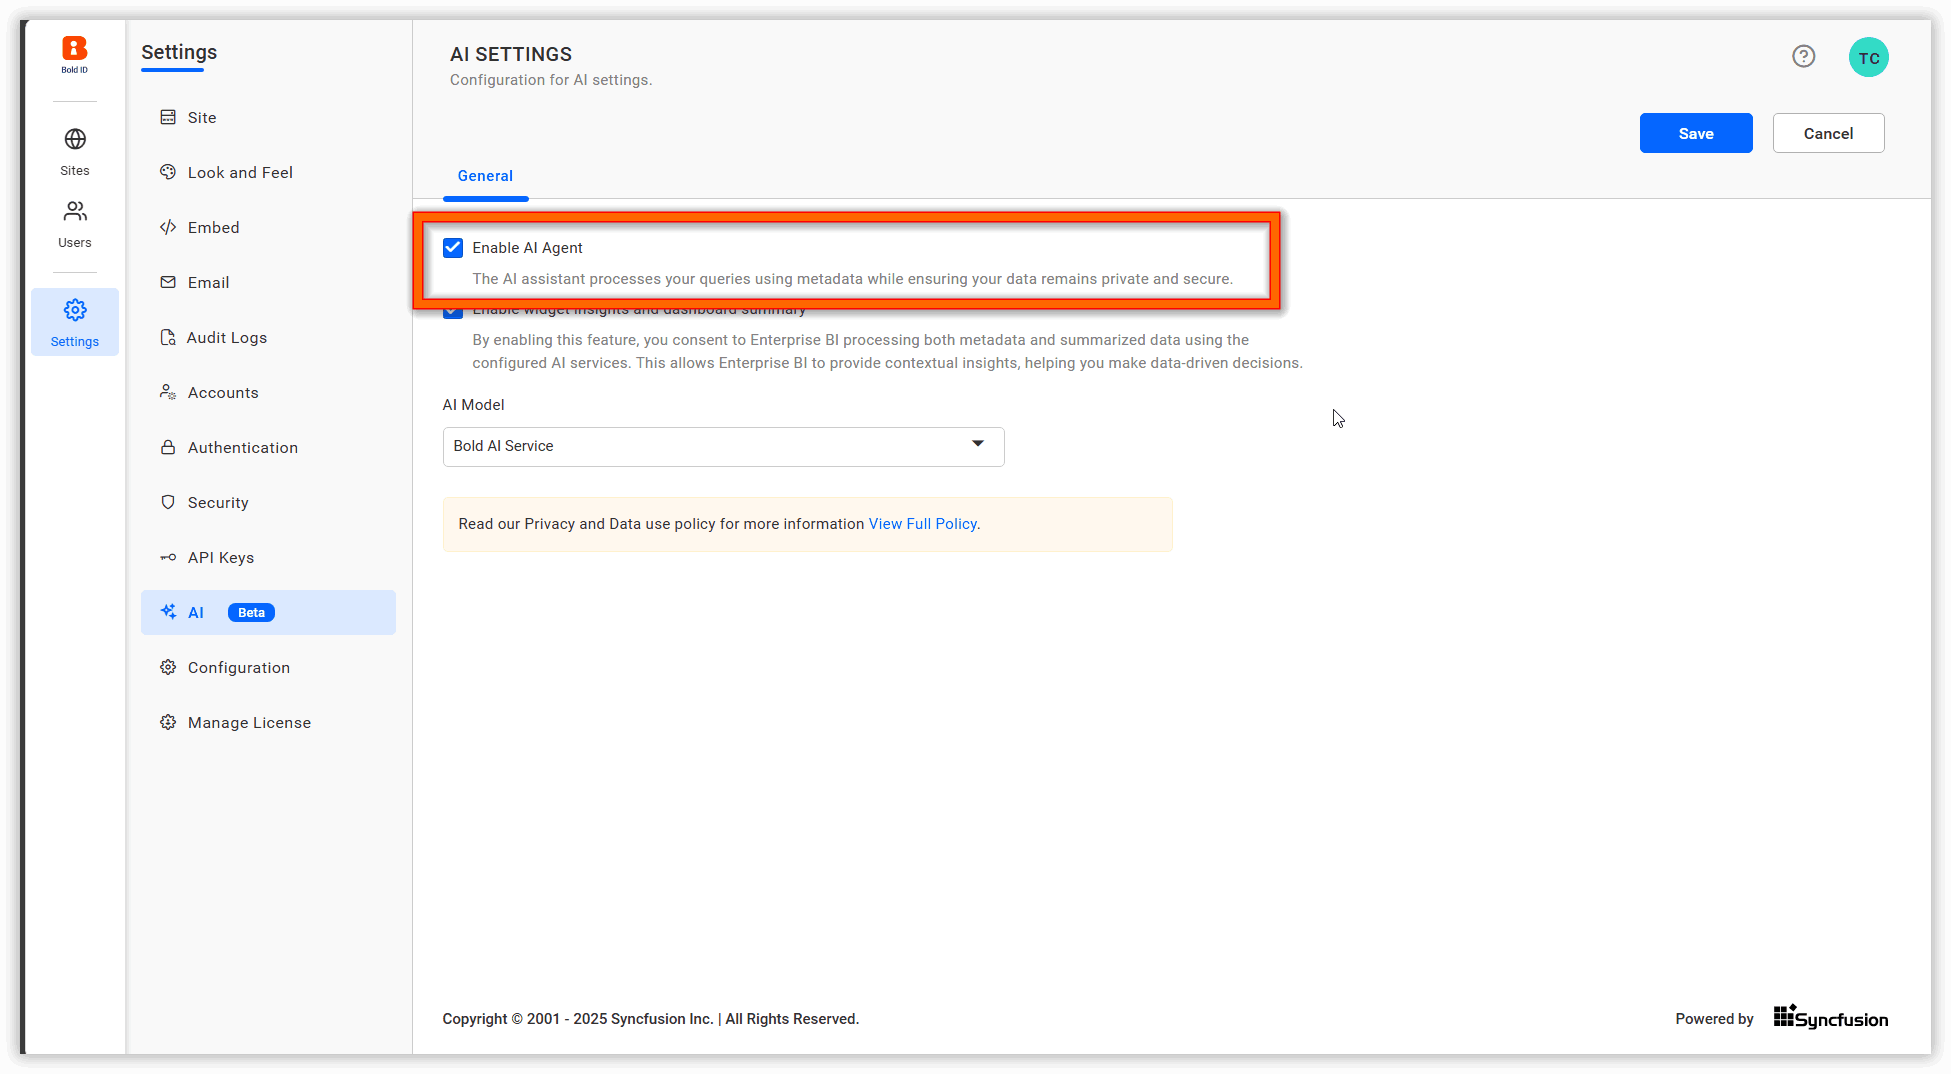 Bold ID
Sites
Users
Settings
Settings
Site
Look and Feel
Embed
Email
Audit Logs
Accounts
Authentication
Security
API Keys
AI Beta
Configuration
Manage License
AI SETTINGS
Configuration for AI settings.
TC
Save Cancel
General
Enable AI Agent
The AI assistant processes your queries using metadata while ensuring your data remains private and secure.
Enable widget insights and dashboard summary
By enabling this feature, you consent to Enterprise BI processing both metadata and summarized data using the
configured AI services. This allows Enterprise BI to provide contextual insights, helping you make data-driven decisions.
AI Model
Bold AI Service
Read our Privacy and Data use policy for more information View Full Policy.
Copyright © 2001 - 2025 Syncfusion Inc. | All Rights Reserved.
Powered by Syncfusion